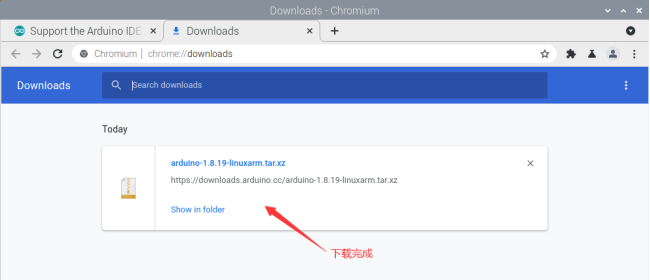 Downloads - Chromium
Support the Arduino IDE
Downloads
Chromium | chrome://downloads
Downloads
Search downloads
Today
arduino-1.8.19-linuxarm.tar.xz
https://downloads.arduino.cc/arduino-1.8.19-linuxarm.tar.xz
Show in folder
下载完成